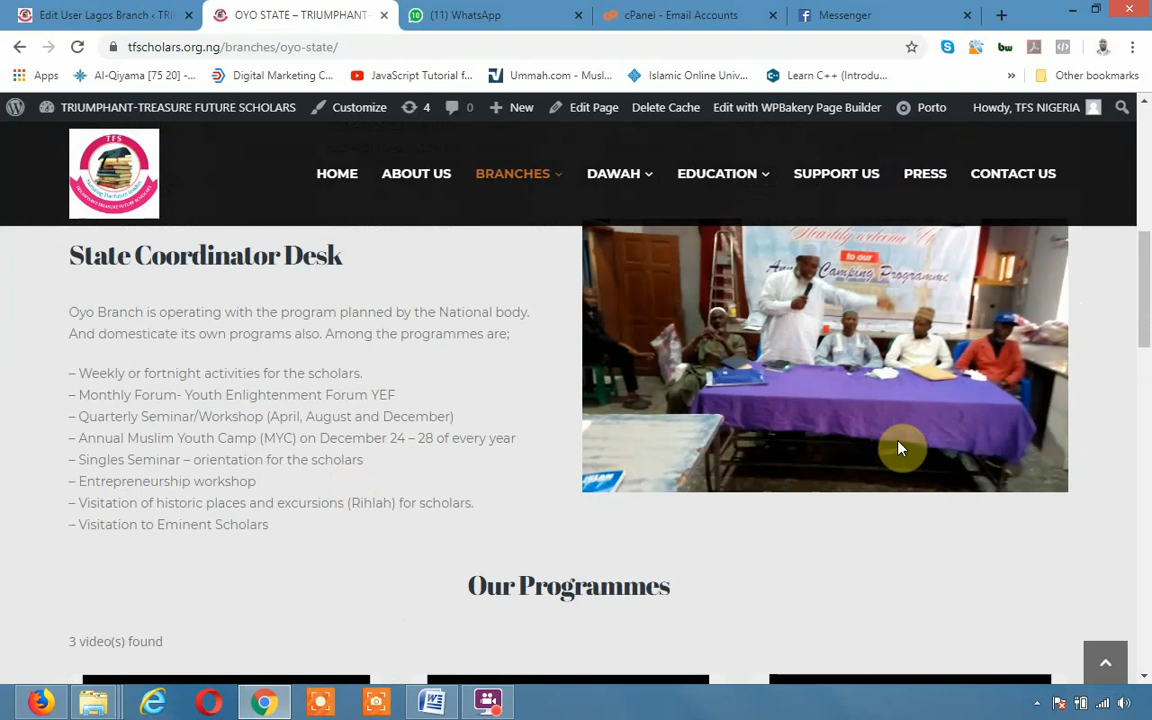 Edit User Lagos Branch ‹ TRI
OYO STATE – TRIUMPHANT-
(11) WhatsApp
cPanel - Email Accounts
Messenger
tfscholars.org.ng/branches/oyo-state/
Apps
Al-Qiyama [75 20] -...
Digital Marketing C...
JavaScript Tutorial f...
Ummah.com - Musl...
Islamic Online Univ...
Learn C++ (Introdu...
Other bookmarks
TRIUMPHANT-TREASURE FUTURE SCHOLARS
Customize
4
New
Edit Page
Delete Cache
Edit with WPBakery Page Builder
Porto
Howdy, TFS NIGERIA
TFS
HOME
ABOUT US
BRANCHES
DAWAH
EDUCATION
SUPPORT US
PRESS
CONTACT US
State Coordinator Desk
Heartily welcome
to our
Camping Programme
Oyo Branch is operating with the program planned by the National body.
And domesticate its own programs also. Among the programmes are;
– Weekly or fortnight activities for the scholars.
– Monthly Forum- Youth Enlightenment Forum YEF
– Quarterly Seminar/Workshop (April, August and December)
– Annual Muslim Youth Camp (MYC) on December 24 – 28 of every year
– Singles Seminar – orientation for the scholars
– Entrepreneurship workshop
– Visitation of historic places and excursions (Rihlah) for scholars.
– Visitation to Eminent Scholars
Our Programmes
3 video(s) found